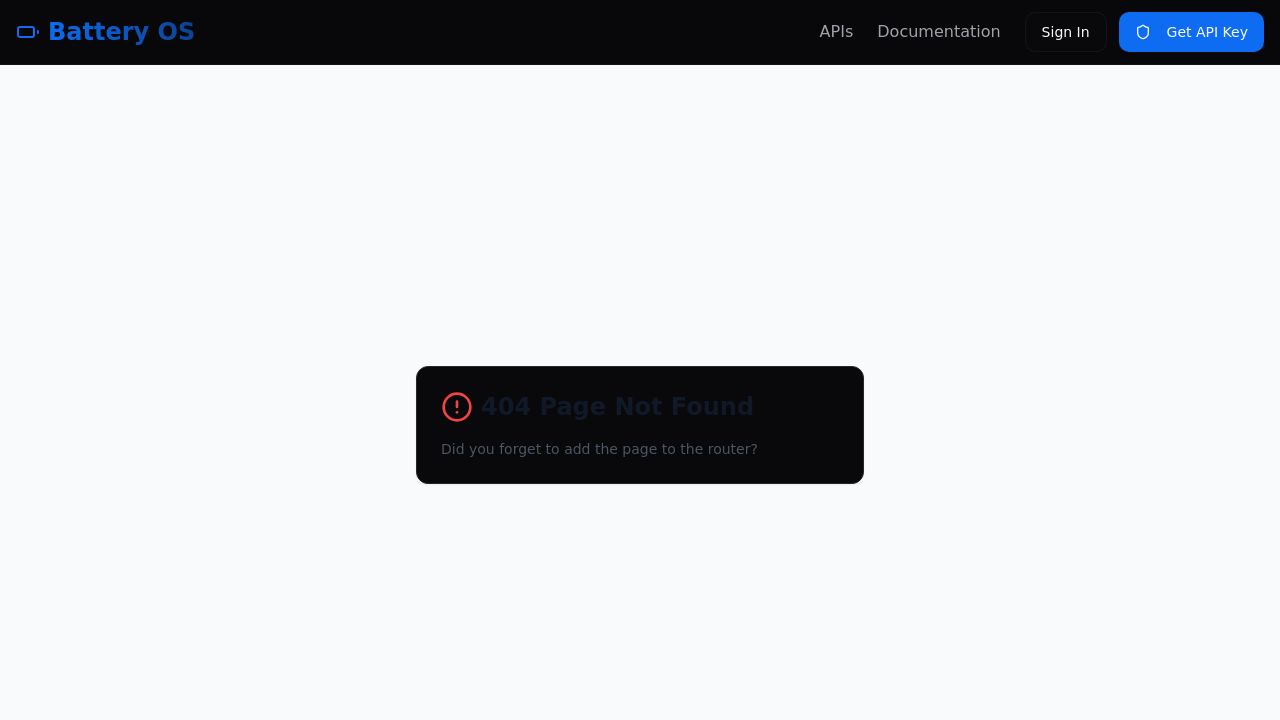 Battery OS
APIs
Documentation
Sign In
Get API Key
404 Page Not Found
Did you forget to add the page to the router?